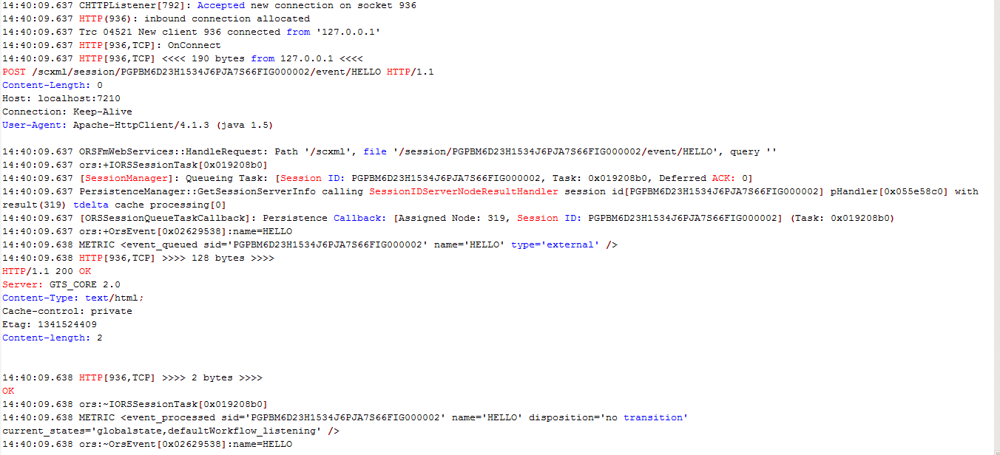 14:40:09.637 CHTTPListener[792]: Accepted new connection on socket 936
14:40:09.637 HTTP(936): inbound connection allocated
14:40:09.637 Trc 04521 New client 936 connected from '127.0.0.1'
14:40:09.637 HTTP[936,TCP]: OnConnect
14:40:09.637 HTTP[936,TCP] <<<< 190 bytes from 127.0.0.1 <<<<
POST /scxml/session/PGPBM6D23H1534J6PJA7S66FIG000002/event/HELLO HTTP/1.1
Content-Length: 0
Host: localhost:7210
Connection: Keep-Alive
User-Agent: Apache-HttpClient/4.1.3 (java 1.5)
14:40:09.637 ORSFmWebServices::HandleRequest: Path '/scxml', file '/session/PGPBM6D23H1534J6PJA7S66FIG000002/event/HELLO', query ''
14:40:09.637 ors:+IORSSessionTask[0x019208b0]
14:40:09.637 [SessionManager]: Queueing Task: [Session ID: PGPBM6D23H1534J6PJA7S66FIG000002, Task: 0x019208b0, Deferred ACK: 0]
14:40:09.637 PersistenceManager::GetSessionServerInfo calling SessionIDServerNodeResultHandler session id[PGPBM6D23H1534J6PJA7S66FIG000002] pHandler[0x055e58c0] with
result(319) tdelta cache processing[0]
14:40:09.637 [ORSSessionQueueTaskCallback]: Persistence Callback: [Assigned Node: 319, Session ID: PGPBM6D23H1534J6PJA7S66FIG000002] (Task: 0x019208b0)
14:40:09.637 ors:+OrsEvent[0x02629538]:name=HELLO
14:40:09.638 METRIC <event_queued sid='PGPBM6D23H1534J6PJA7S66FIG000002' name='HELLO' type='external' />
14:40:09.638 HTTP[936,TCP] >>>> 128 bytes >>>>
HTTP/1.1 200 OK
Server: GTS_CORE 2.0
Content-Type: text/html;
Cache-control: private
Etag: 1341524409
Content-length: 2
14:40:09.638 HTTP[936,TCP] >>>> 2 bytes >>>>
OK
14:40:09.638 ors:~IORSSessionTask[0x019208b0]
14:40:09.638 METRIC <event_processed sid='PGPBM6D23H1534J6PJA7S66FIG000002' name='HELLO' disposition='no transition'
current_states='globalstate,defaultWorkflow_listening' />
14:40:09.638 ors:~OrsEvent[0x02629538]:name=HELLO